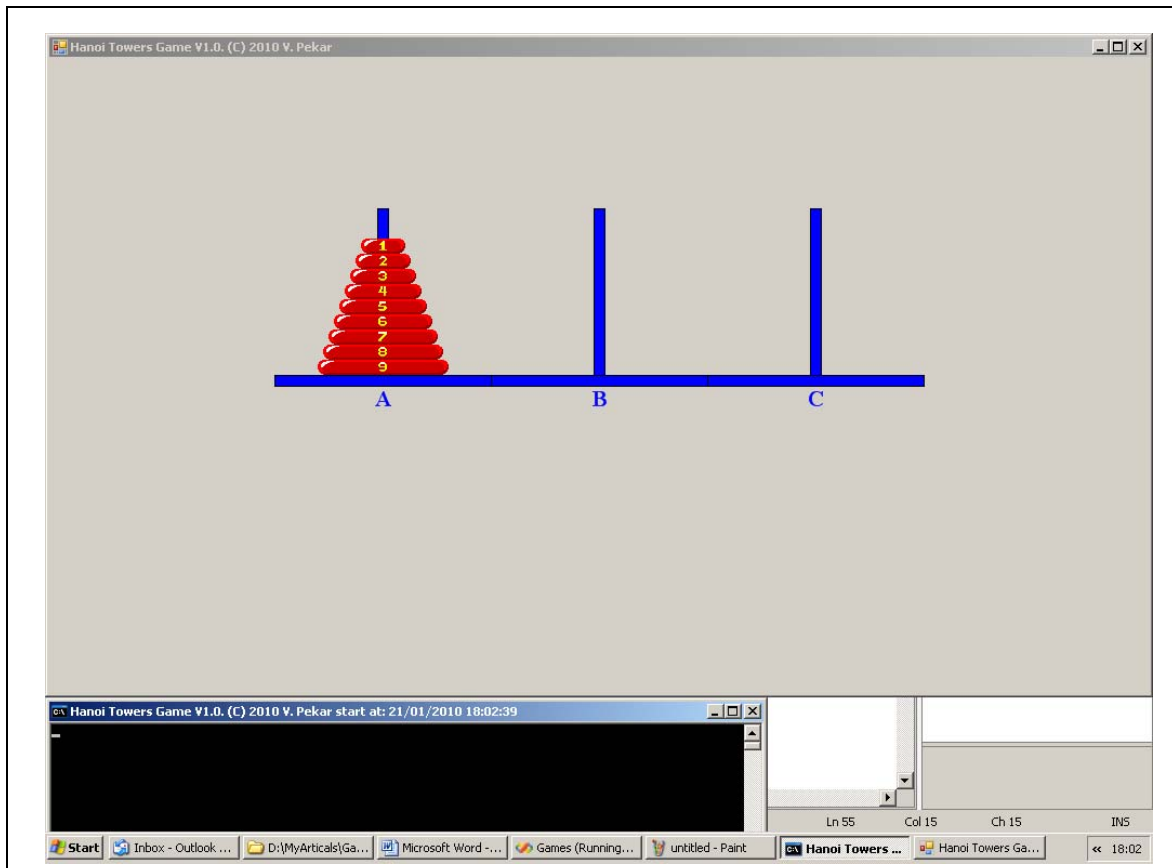 Hanoi Towers Game V1.0. (C) 2010 V. Pekar
1
2
3
4
5
6
7
8
9
A B C
Hanoi Towers Game V1.0. (C) 2010 V. Pekar start at: 21/01/2010 18:02:39
Ln 55 Col 15 Ch 15 INS
Start Inbox - Outlook ... D:\MyArticals\Ga... Microsoft Word -... Games (Running... untitled - Paint Hanoi Towers ... Hanoi Towers Ga... « 18:02